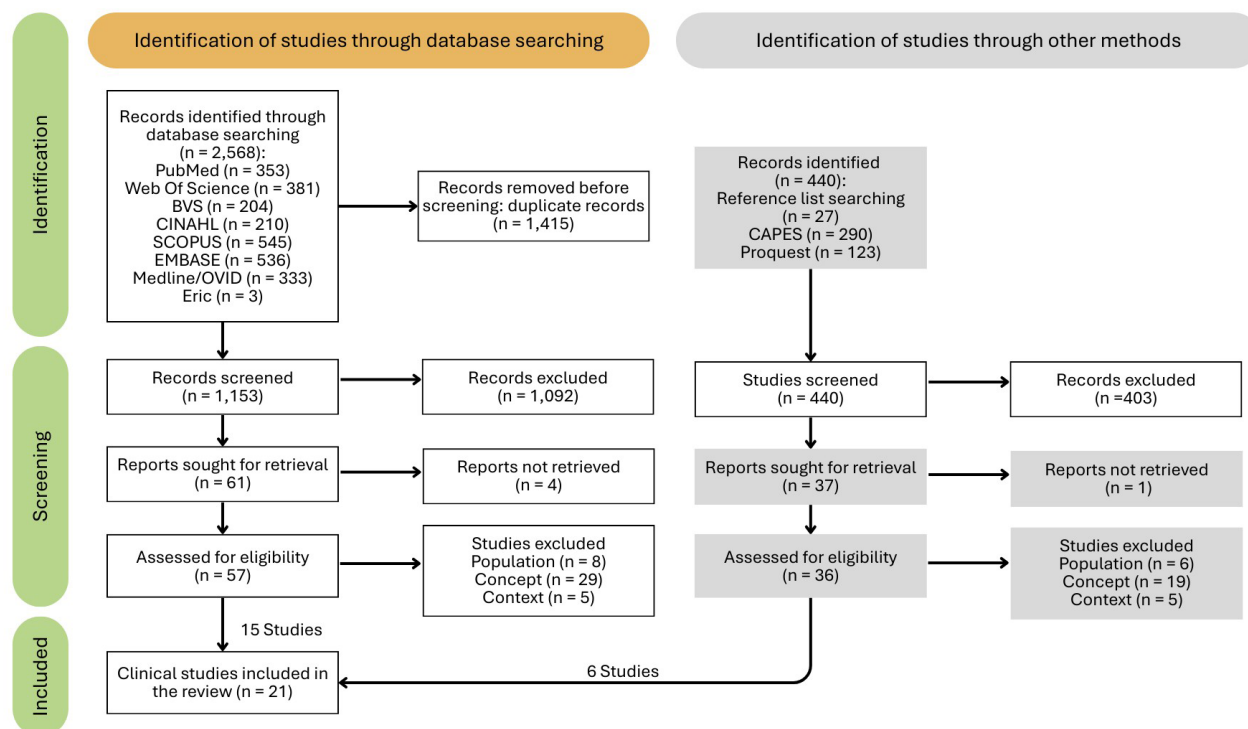 Identification of studies through database searching
Identification of studies through other methods
Identification
Records identified through
database searching
(n = 2,568):
PubMed (n = 353)
Web Of Science (n = 381)
BVS (n = 204)
CINAHL (n = 210)
SCOPUS (n = 545)
EMBASE (n = 536)
Medline/OVID (n = 333)
Eric (n = 3)
Records removed before
screening: duplicate records
(n = 1,415)
Records identified
(n = 440):
Reference list searching
(n = 27)
CAPES (n = 290)
Proquest (n = 123)
Screening
Records screened
(n = 1,153)
Records excluded
(n = 1,092)
Studies screened
(n = 440)
Records excluded
(n =403)
Reports sought for retrieval
(n = 61)
Reports not retrieved
(n = 4)
Reports sought for retrieval
(n = 37)
Reports not retrieved
(n = 1)
Assessed for eligibility
(n = 57)
Studies excluded
Population (n = 8)
Concept (n = 29)
Context (n = 5)
Assessed for eligibility
(n = 36)
Studies excluded
Population (n = 6)
Concept (n = 19)
Context (n = 5)
Included
15 Studies
Clinical studies included in
the review (n = 21)
6 Studies